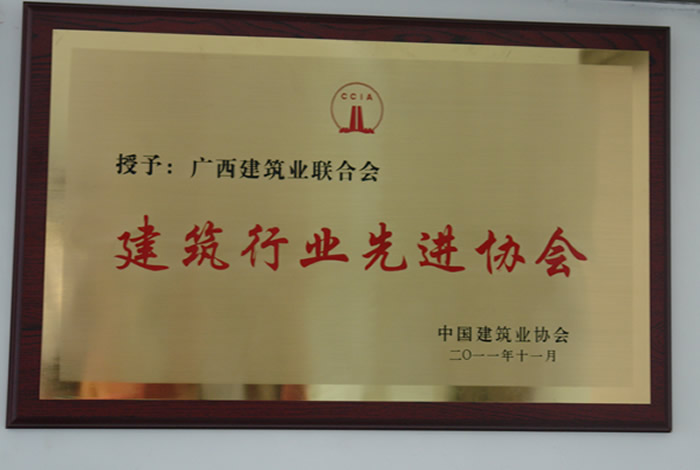 CCIA
授予：广西建筑业联合会
建筑行业先进协会
中国建筑业协会
二〇一一年十一月